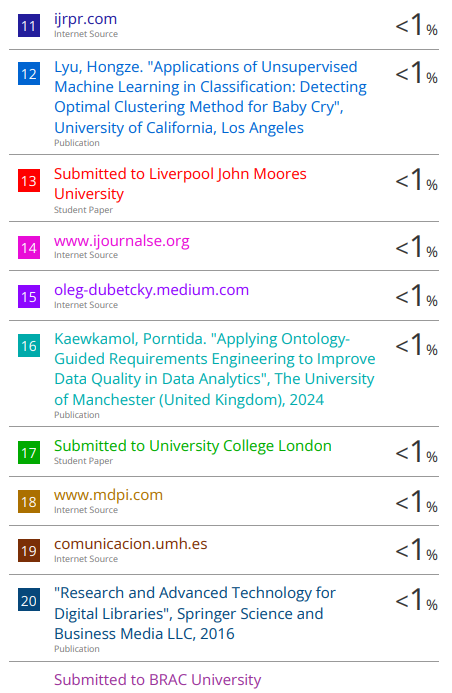 11 ijrpr.com <1%
Internet Source
12 Lyu, Hongze. "Applications of Unsupervised <1%
Machine Learning in Classification: Detecting
Optimal Clustering Method for Baby Cry",
University of California, Los Angeles
Publication
13 Submitted to Liverpool John Moores <1%
University
Student Paper
14 www.ijournalse.org <1%
Internet Source
15 oleg-dubetcky.medium.com <1%
Internet Source
16 Kaewkamol, Porntida. "Applying Ontology- <1%
Guided Requirements Engineering to Improve
Data Quality in Data Analytics", The University
of Manchester (United Kingdom), 2024
Publication
17 Submitted to University College London <1%
Student Paper
18 www.mdpi.com <1%
Internet Source
19 comunicacion.umh.es <1%
Internet Source
20 "Research and Advanced Technology for <1%
Digital Libraries", Springer Science and
Business Media LLC, 2016
Publication
Submitted to BRAC University